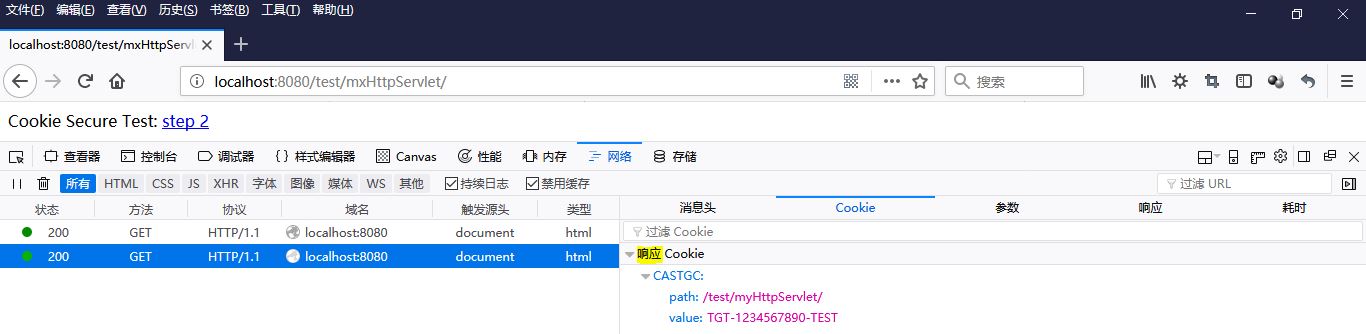 文件(F) 编辑(E) 查看(V) 历史(S) 书签(B) 工具(T) 帮助(H)
localhost:8080/test/mxHttpServl
localhost:8080/test/mxHttpServlet/
搜索
Cookie Secure Test: step 2
查看器 控制台 调试器 {} 样式编辑器 Canvas 性能 内存 网络 存储
所有 HTML CSS JS XHR 字体 图像 媒体 WS 其他 持续日志 禁用缓存 过滤 URL
状态 方法 协议 域名 触发源头 类型 消息头 Cookie 参数 响应 耗时
200 GET HTTP/1.1 localhost:8080 document html 过滤 Cookie
200 GET HTTP/1.1 localhost:8080 document html 响应 Cookie
CASTGC:
path: /test/myHttpServlet/
value: TGT-1234567890-TEST